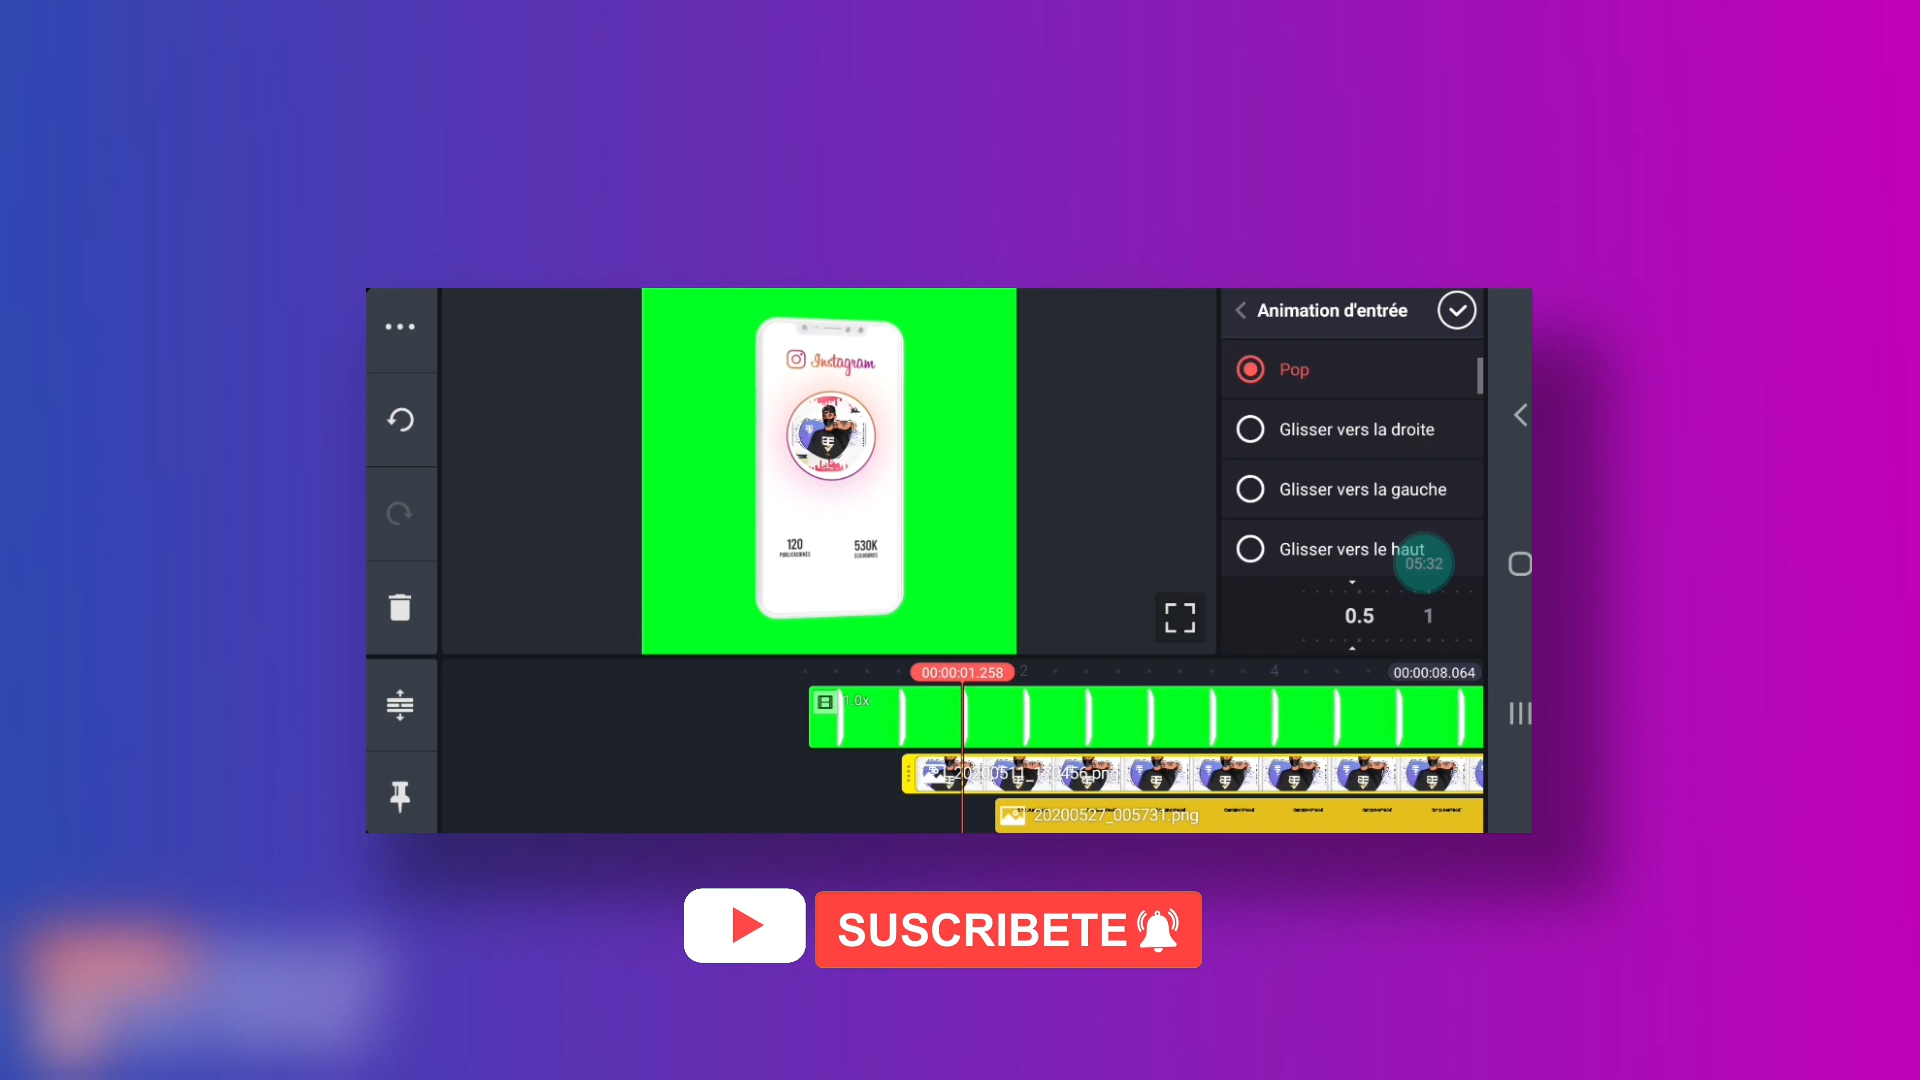 Animation d'entrée
Instagram
Pop
Glisser vers la droite
Glisser vers la gauche
120
PUBLICACIONES
530K
SEGUIDORES
Glisser vers le haut
05:32
0.5 1
00:00:01.258 2 4 00:00:08.064
1.0x
20200527_005731.png
SUSCRIBETE